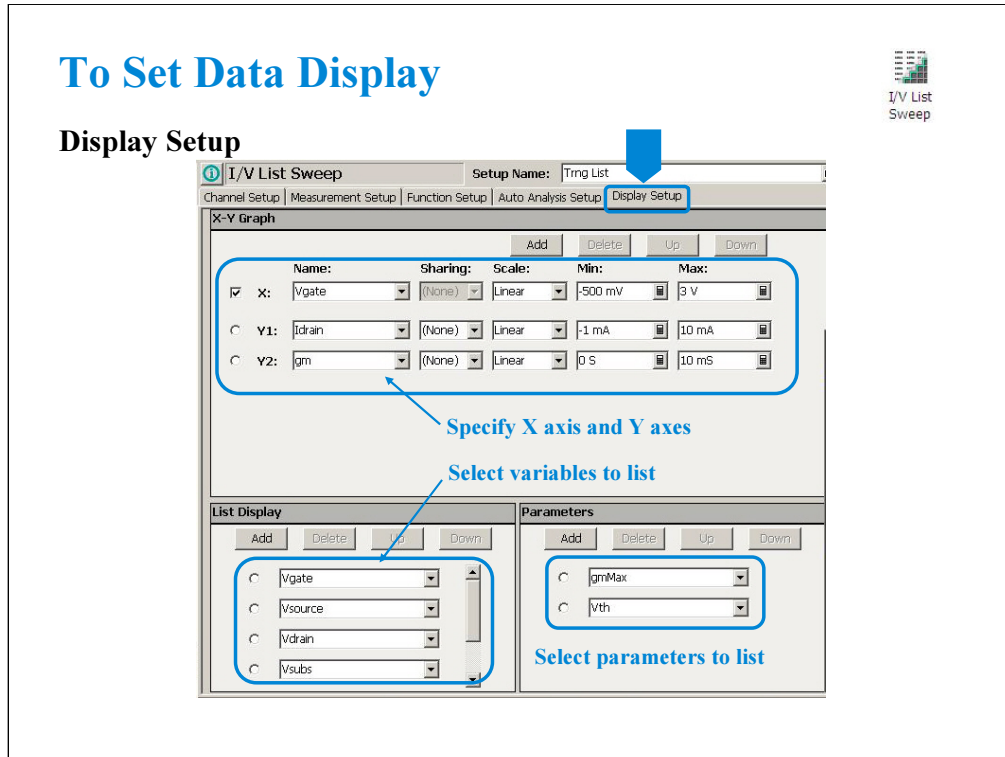 To Set Data Display
I/V List
Sweep
Display Setup
I/V List Sweep Setup Name: Trng List
Channel Setup Measurement Setup Function Setup Auto Analysis Setup Display Setup
X-Y Graph
Add Delete Up Down
Name: Sharing: Scale: Min: Max:
X: Vgate (None) Linear -500 mV 3 V
Y1: Idrain (None) Linear -1 mA 10 mA
Y2: gm (None) Linear 0 S 10 mS
Specify X axis and Y axes
Select variables to list
List Display Parameters
Add Delete Up Down Add Delete Up Down
Vgate gmMax
Vsource Vth
Vdrain
Select parameters to list
Vsubs